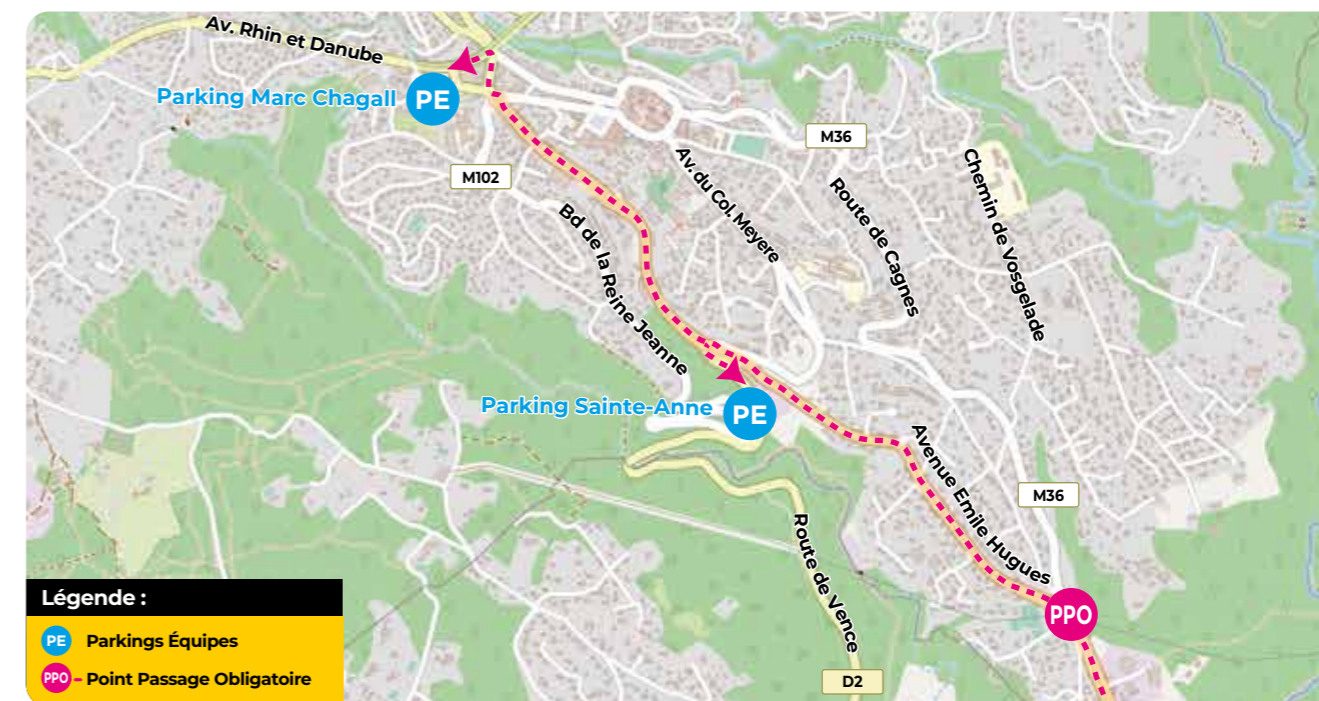 Av. Rhin et Danube
Parking Marc Chagall
PE
M36
M102
Av. du Col. Meyere
Route de Cagnes
Chemin de Vosgelade
Bd de la Reine Jeanne
Parking Sainte-Anne
PE
Avenue Emile Hugues
M36
Route de Vence
PPO
D2
Légende :
PE Parkings Équipes
PPO Point Passage Obligatoire